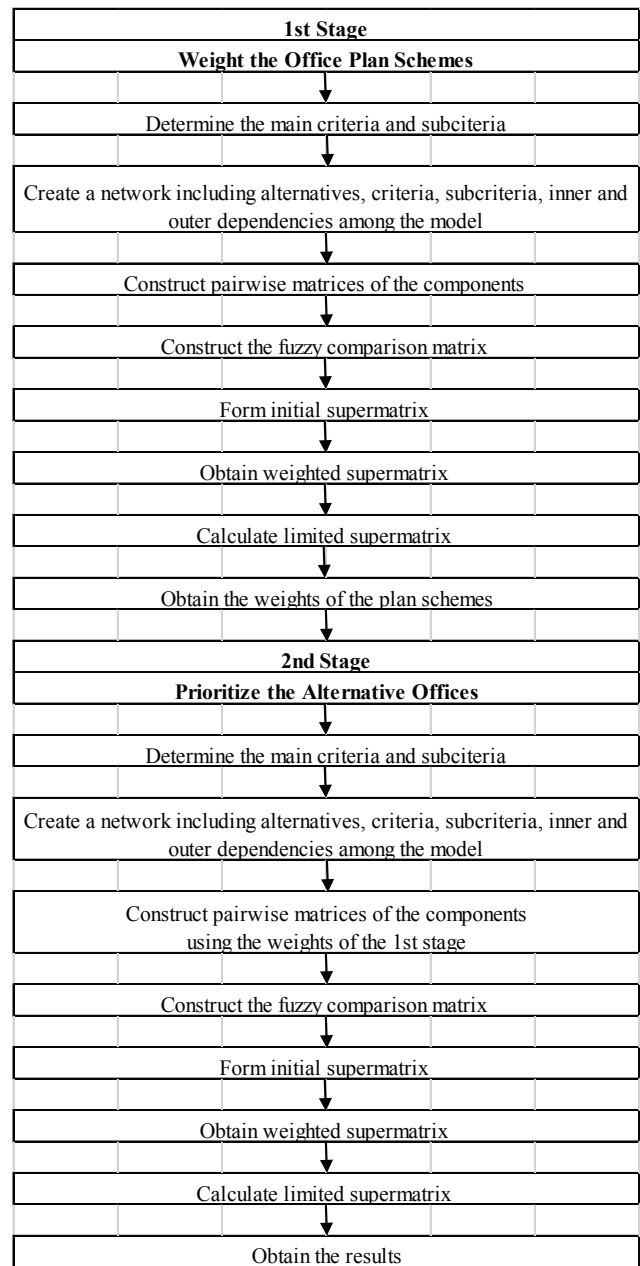 1st Stage
Weight the Office Plan Schemes
Determine the main criteria and subciteria
Create a network including alternatives, criteria, subcriteria, inner and
outer dependencies among the model
Construct pairwise matrices of the components
Construct the fuzzy comparison matrix
Form initial supermatrix
Obtain weighted supermatrix
Calculate limited supermatrix
Obtain the weights of the plan schemes
2nd Stage
Prioritize the Alternative Offices
Determine the main criteria and subciteria
Create a network including alternatives, criteria, subcriteria, inner and
outer dependencies among the model
Construct pairwise matrices of the components
using the weights of the 1st stage
Construct the fuzzy comparison matrix
Form initial supermatrix
Obtain weighted supermatrix
Calculate limited supermatrix
Obtain the results